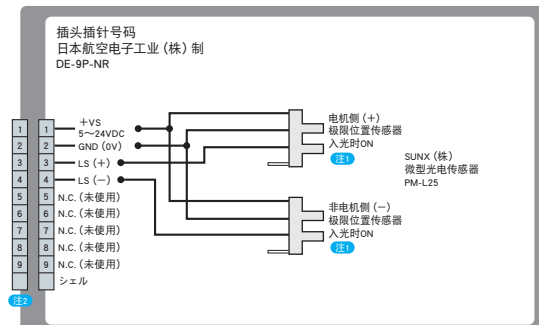 插头插针号码
日本航空电子工业（株）制
DE-9P-NR
1 1 ＋VS
5～24VDC
2 2 GND (0V)
3 3 LS (＋)
4 4 LS (－)
5 5 N.C. (未使用)
6 6 N.C. (未使用)
7 7 N.C. (未使用)
8 8 N.C. (未使用)
9 9 N.C. (未使用)
シェル
注2
电机侧 (＋)
极限位置传感器
入光时ON
注1
非电机侧 (－)
极限位置传感器
入光时ON
注1
SUNX (株)
微型光电传感器
PM-L25